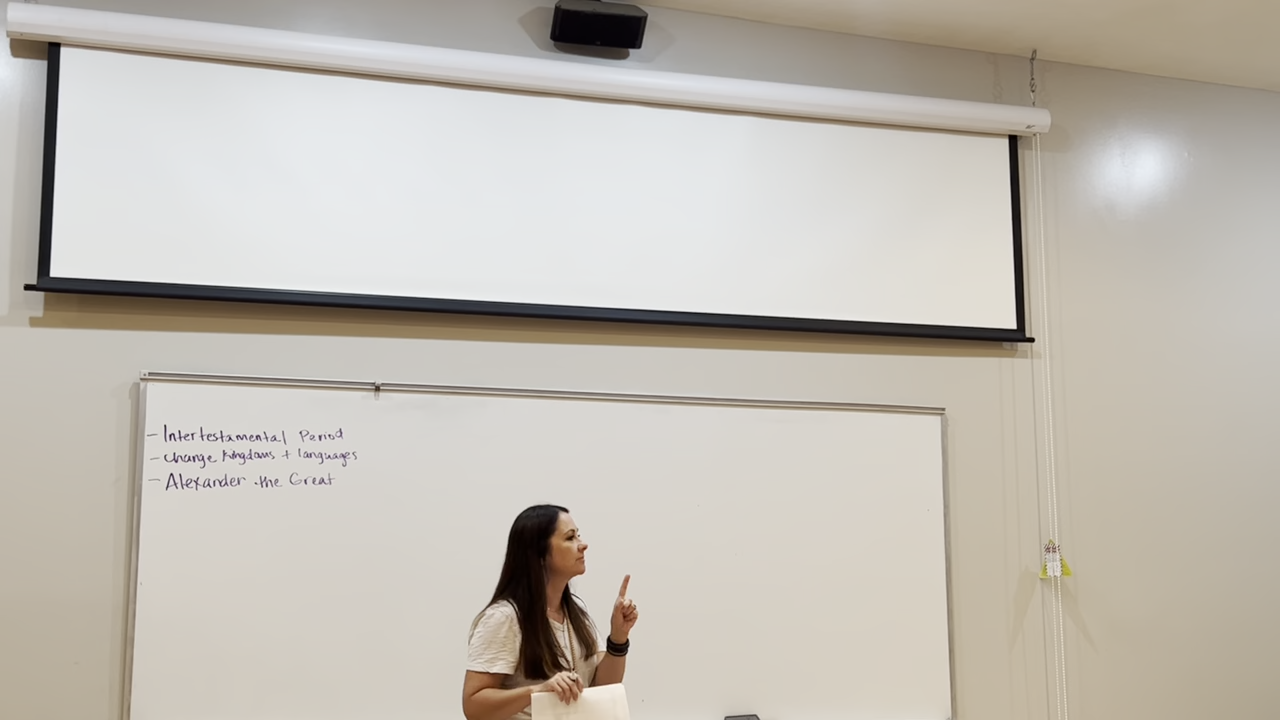 - Intertestamental Period
- Change Kingdoms + languages
- Alexander the Great